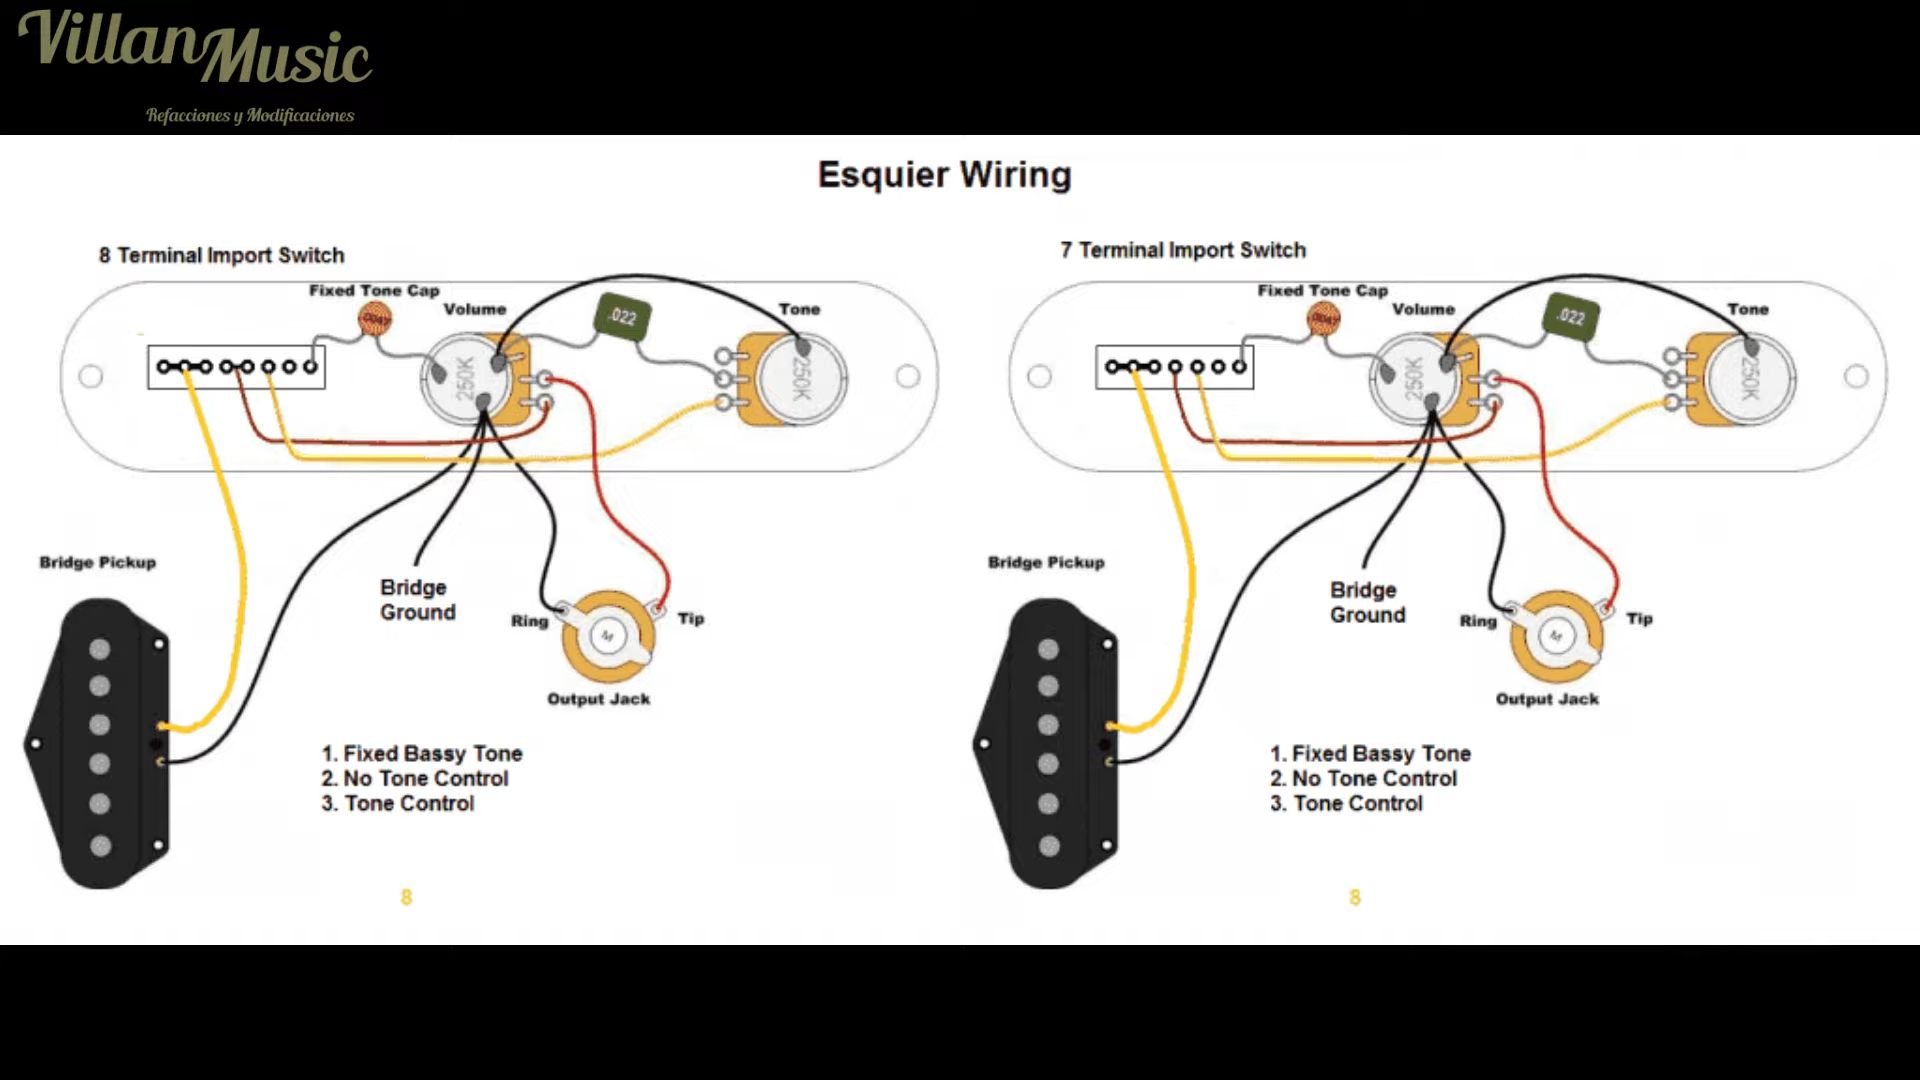 VillanMusic
Refacciones y Modificaciones
Esquier Wiring
8 Terminal Import Switch
Fixed Tone Cap
Volume
Tone
.0047
.022
250K
250K
Bridge Pickup
Bridge
Ground
Ring
Tip
M
Output Jack
1. Fixed Bassy Tone
2. No Tone Control
3. Tone Control
8
7 Terminal Import Switch
Fixed Tone Cap
Volume
Tone
.0047
.022
250K
250K
Bridge Pickup
Bridge
Ground
Ring
Tip
M
Output Jack
1. Fixed Bassy Tone
2. No Tone Control
3. Tone Control
8